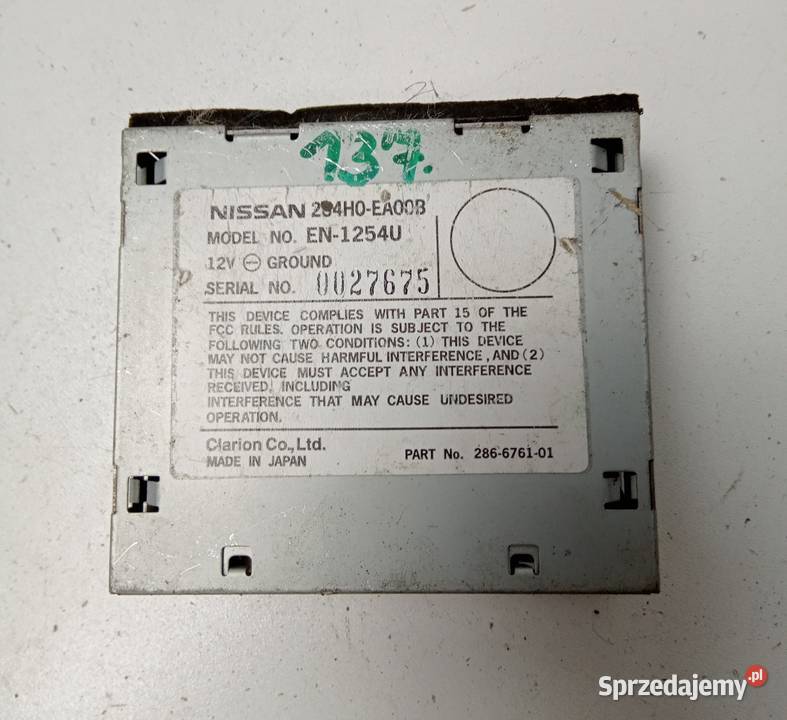 137.
NISSAN 284H0-EA00B
MODEL NO. EN-1254U
12V ⊖ GROUND
SERIAL NO. 0027675
THIS DEVICE COMPLIES WITH PART 15 OF THE
FCC RULES. OPERATION IS SUBJECT TO THE
FOLLOWING TWO CONDITIONS: (1) THIS DEVICE
MAY NOT CAUSE HARMFUL INTERFERENCE, AND (2)
THIS DEVICE MUST ACCEPT ANY INTERFERENCE
RECEIVED, INCLUDING
INTERFERENCE THAT MAY CAUSE UNDESIRED
OPERATION.
Clarion Co., Ltd.
MADE IN JAPAN
PART No. 286-6761-01
Sprzedajemy.pl